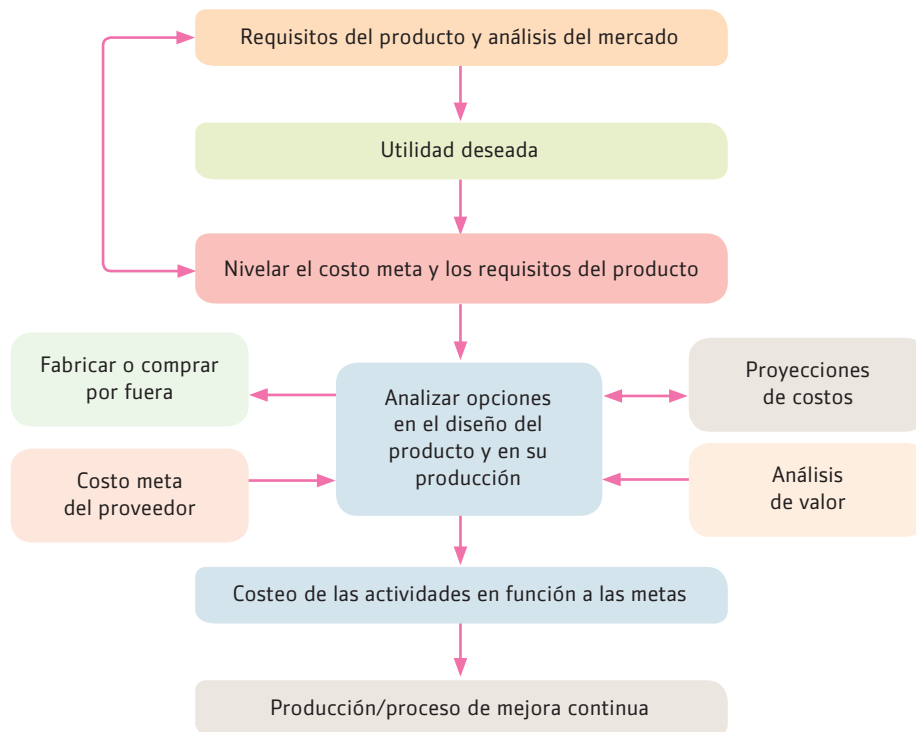 Requisitos del producto y análisis del mercado
Utilidad deseada
Nivelar el costo meta y los requisitos del producto
Fabricar o comprar
por fuera
Analizar opciones
en el diseño del
producto y en su
producción
Proyecciones
de costos
Costo meta
del proveedor
Análisis
de valor
Costeo de las actividades en función a las metas
Producción/proceso de mejora continua